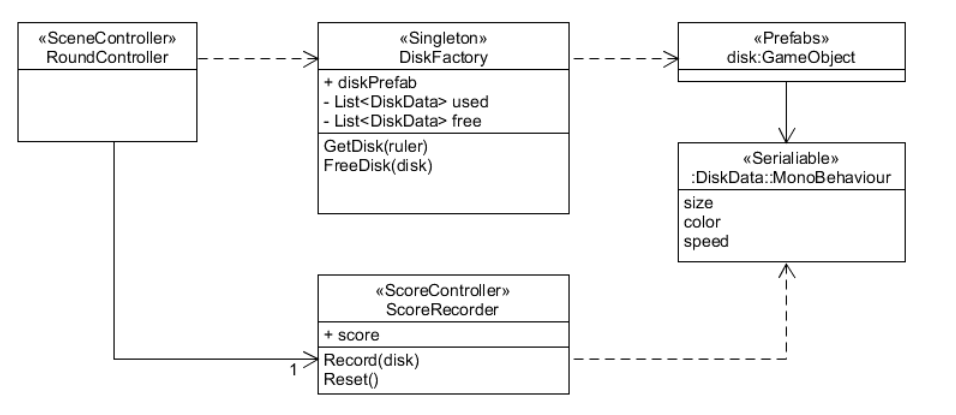 «SceneController»
RoundController
«Singleton»
DiskFactory
+ diskPrefab
- List<DiskData> used
- List<DiskData> free
GetDisk(ruler)
FreeDisk(disk)
«Prefabs»
disk:GameObject
«Serialiable»
:DiskData::MonoBehaviour
size
color
speed
«ScoreController»
ScoreRecorder
+ score
Record(disk)
Reset()
1